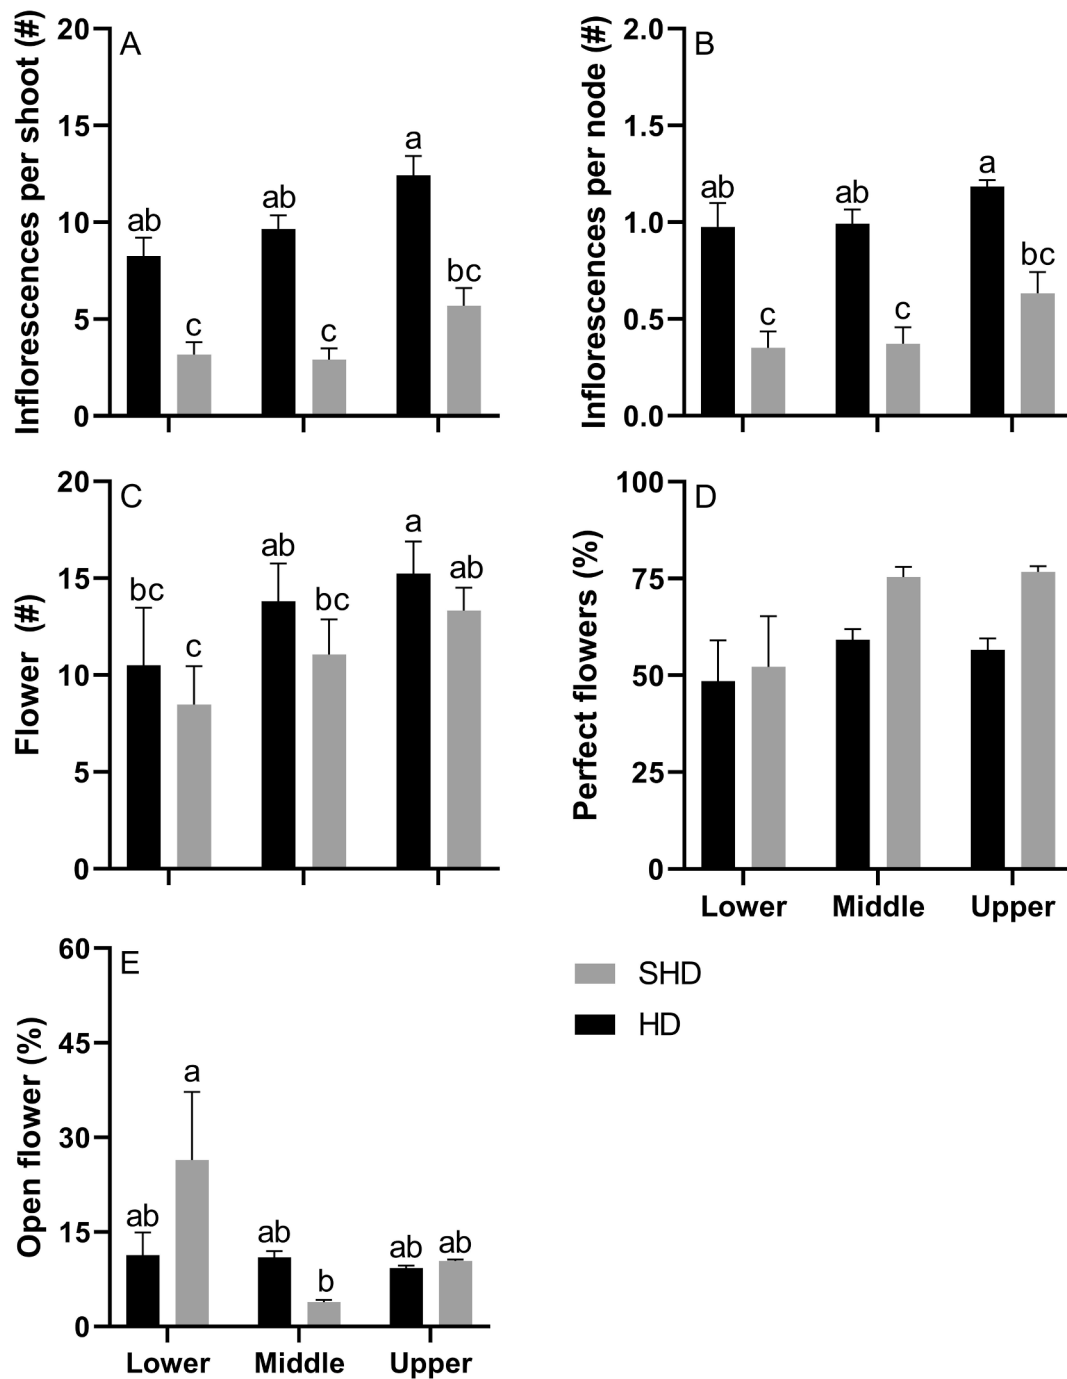 A
Inflorescences per shoot (#)
20
15
10
5
0
ab
c
ab
c
a
bc
B
Inflorescences per node (#)
2.0
1.5
1.0
0.5
0.0
ab
c
ab
c
a
bc
C
Flower (#)
20
15
10
5
0
bc
c
ab
bc
a
ab
D
Perfect flowers (%)
100
75
50
25
0
Lower Middle Upper
E
Open flower (%)
60
45
30
15
0
ab
a
ab
b
ab
ab
Lower Middle Upper
SHD
HD